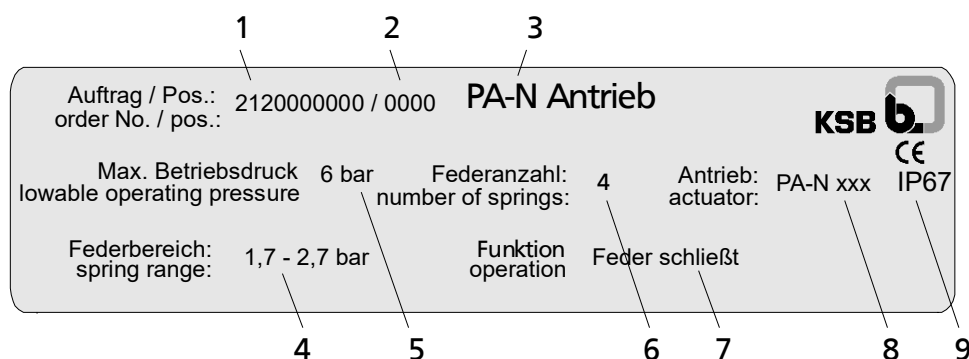 1 2 3
Auftrag / Pos.: 2120000000 / 0000 PA-N Antrieb
order No. / pos.:
KSB b.
CE
Max. Betriebsdruck 6 bar Federanzahl: 4 Antrieb: PA-N xxx IP67
lowable operating pressure number of springs: actuator:
Federbereich: 1,7 - 2,7 bar Funktion Feder schließt
spring range: operation
4 5 6 7 8 9